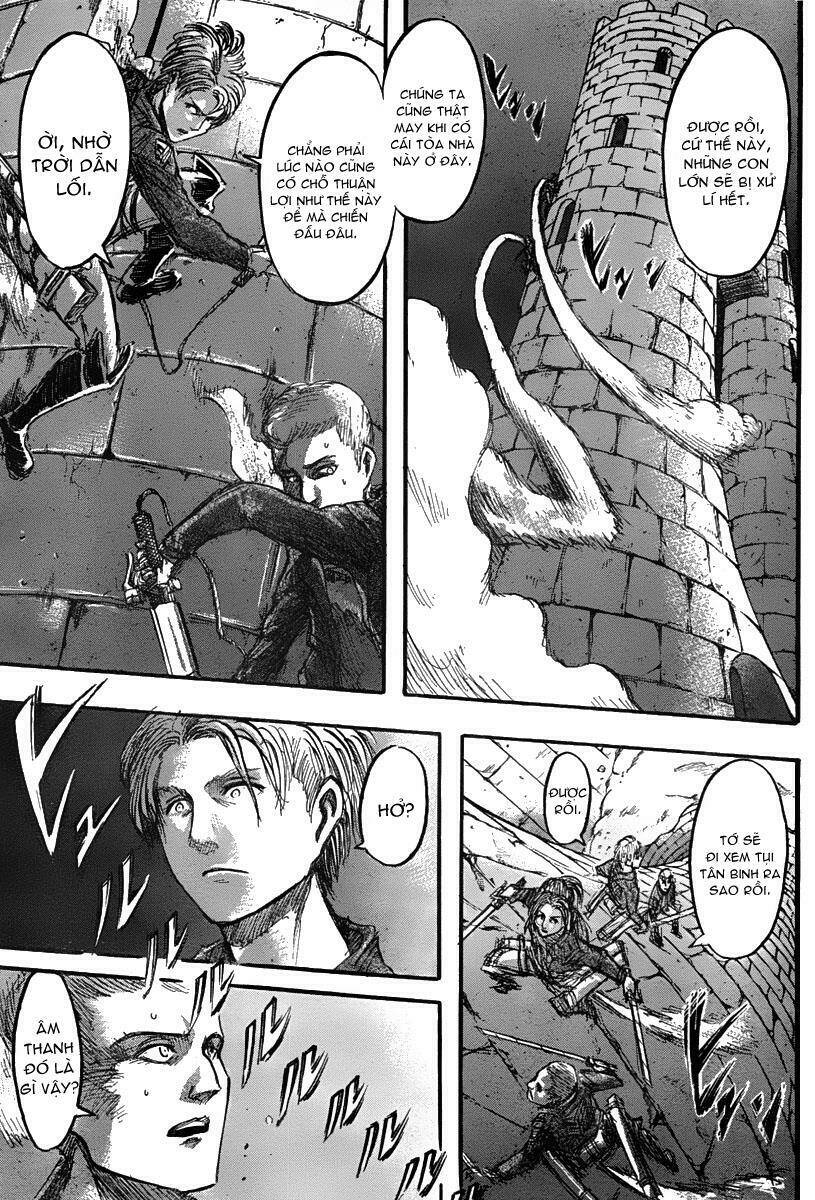 ĐƯỢC RỒI,
CỨ THẾ NÀY,
NHỮNG CON
LỚN SẼ BỊ XỬ
LÍ HẾT.
CHÚNG TA
CŨNG THẬT
MAY KHI CÓ
CÁI TÒA NHÀ
NÀY Ở ĐÂY.
CHẲNG PHẢI
LÚC NÀO CŨNG
CÓ CHỖ THUẬN
LỢI NHƯ THẾ NÀY
ĐỂ MÀ CHIẾN
ĐẤU ĐÂU.
ỜI, NHỜ
TRỜI DẪN
LỐI.
TỚ SẼ
ĐI XEM TỤI
TÂN BINH RA
SAO RỒI.
ĐƯỢC
RỒI.
HỞ?
ÂM
THANH
ĐÓ LÀ
GÌ VẬY?